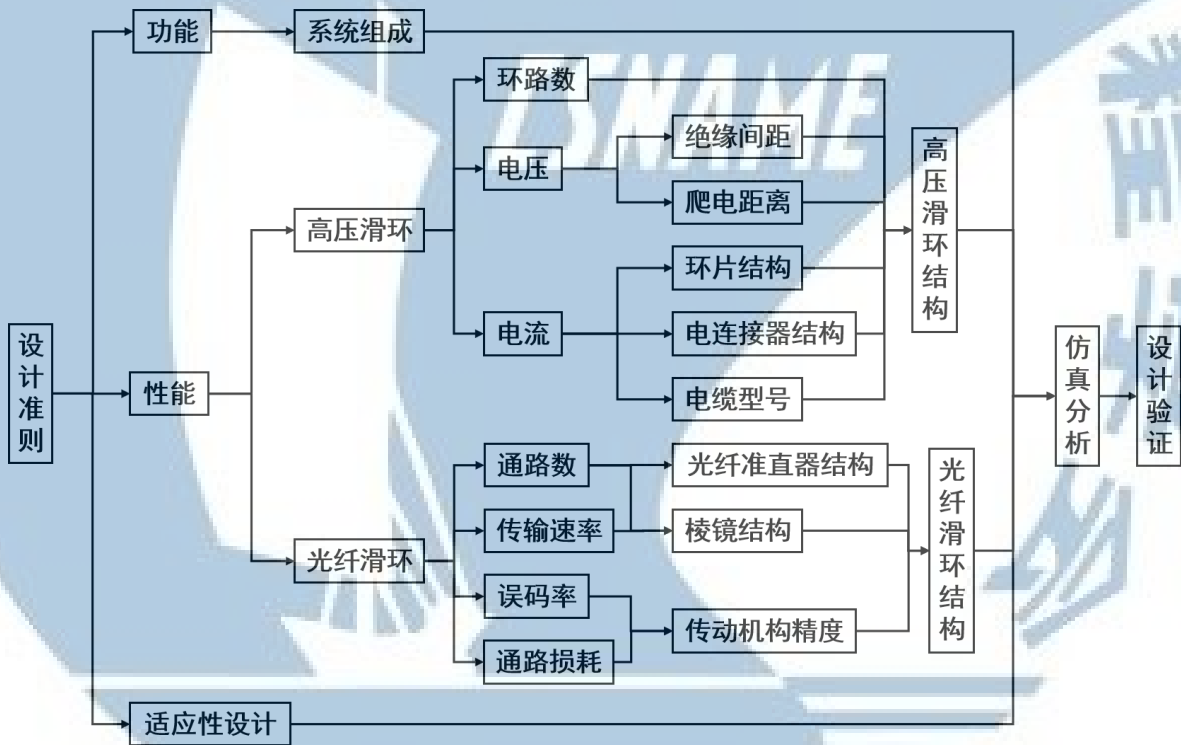 功能
系统组成
环路数
绝缘间距
电压
爬电距离
高压滑环
环片结构
电流
电连接器结构
电缆型号
高压滑环结构
设计准则
性能
仿真分析
设计验证
通路数
光纤准直器结构
传输速率
棱镜结构
光纤滑环
误码率
传动机构精度
通路损耗
光纤滑环结构
适应性设计
CSNAME